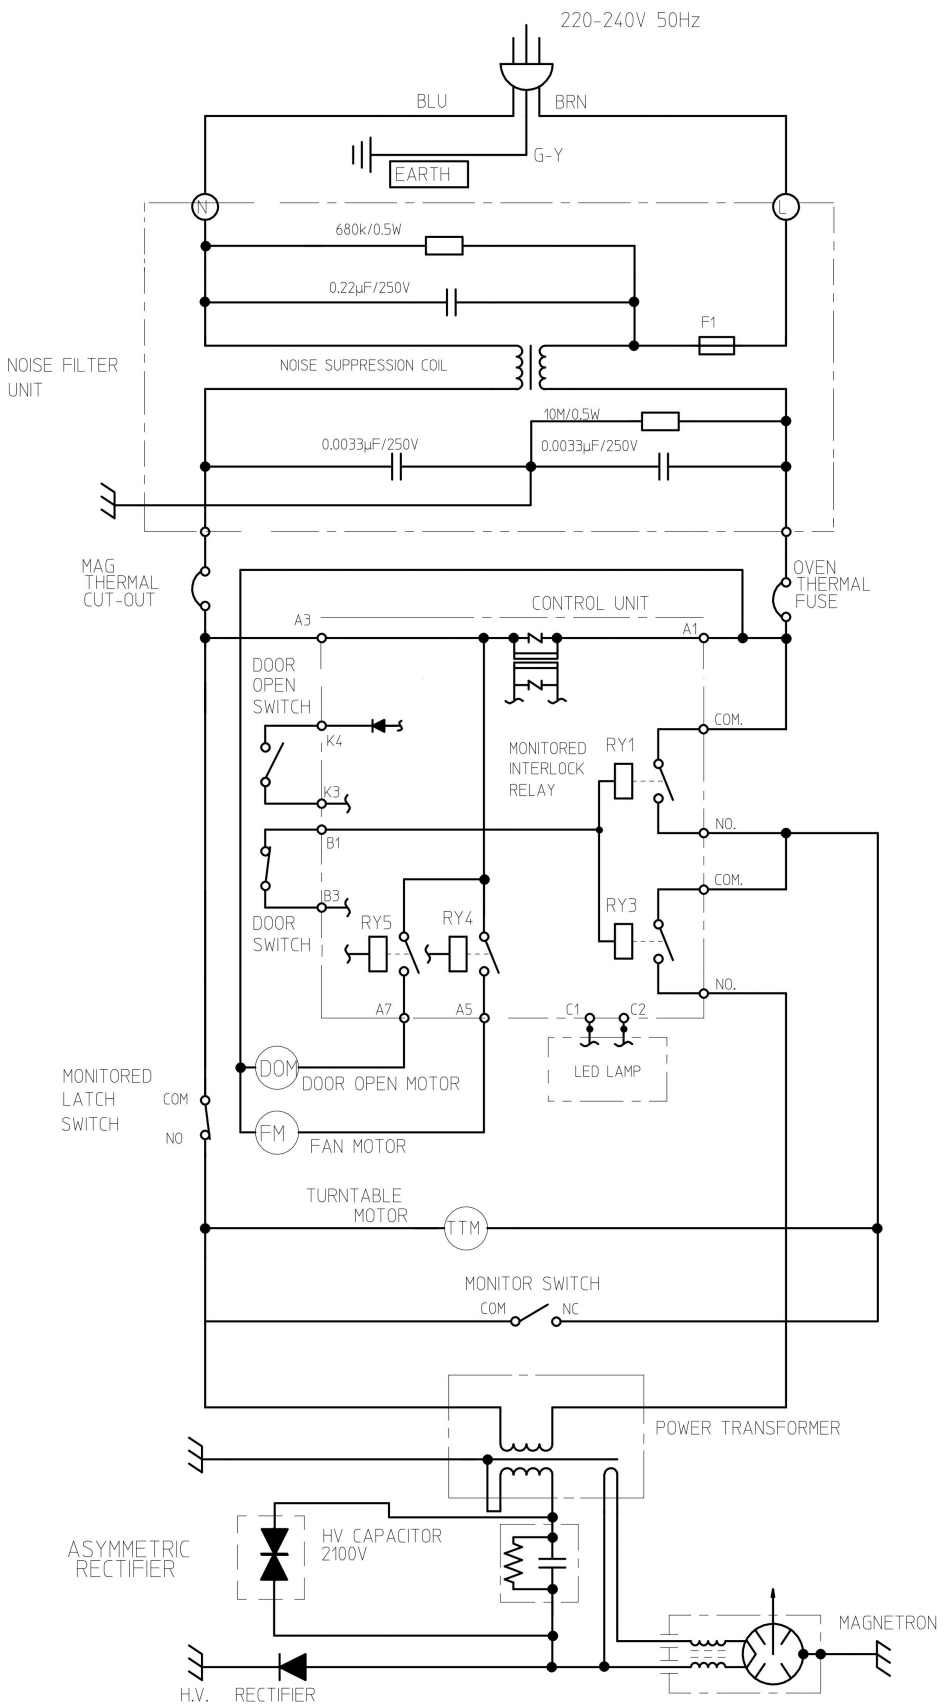 220-240V 50Hz
BLU
BRN
G-Y
EARTH
N
L
680k/0.5W
0.22µF/250V
F1
NOISE FILTER
UNIT
NOISE SUPPRESSION COIL
10M/0.5W
0.0033µF/250V
0.0033µF/250V
MAG
THERMAL
CUT-OUT
OVEN
THERMAL
FUSE
CONTROL UNIT
A3
A1
DOOR
OPEN
SWITCH
K4
COM.
MONITORED
INTERLOCK
RELAY
RY1
K3
NO.
B1
B3
COM.
DOOR
SWITCH
RY5
RY4
RY3
NO.
A7
A5
C1
C2
LED LAMP
DOM
DOOR OPEN MOTOR
MONITORED
LATCH
SWITCH
COM
NO
FM
FAN MOTOR
TURNTABLE
MOTOR
TTM
MONITOR SWITCH
COM
NC
POWER TRANSFORMER
HV CAPACITOR
2100V
ASYMMETRIC
RECTIFIER
MAGNETRON
H.V.
RECTIFIER